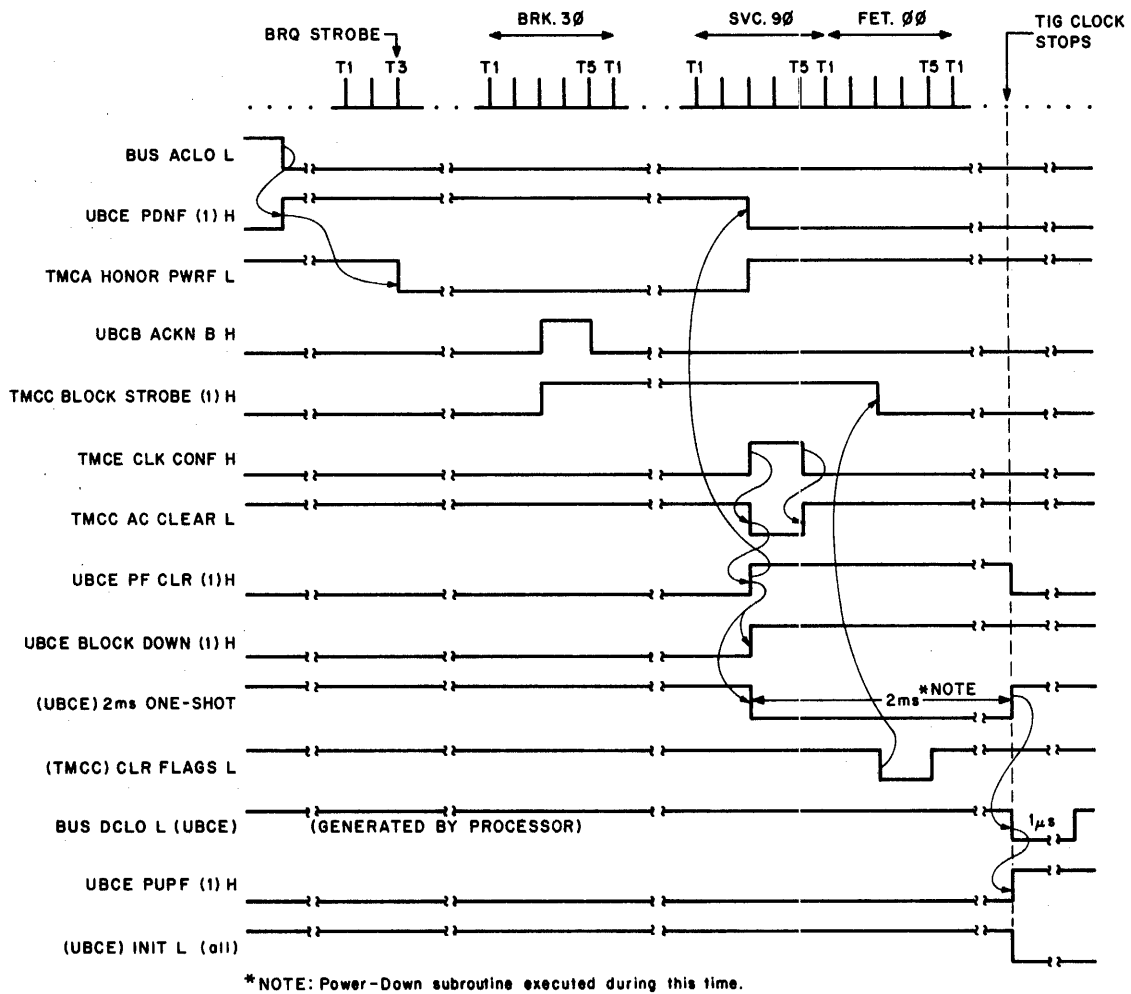 BRQ STROBE
BRK. 3Ø
SVC. 9Ø
FET. ØØ
TIG CLOCK
STOPS
T1 T3 T1 T5 T1 T1 T5 T1 T5 T1
BUS ACLO L
UBCE PDNF (1) H
TMCA HONOR PWRF L
UBCB ACKN B H
TMCC BLOCK STROBE (1) H
TMCE CLK CONF H
TMCC AC CLEAR L
UBCE PF CLR (1) H
UBCE BLOCK DOWN (1) H
(UBCE) 2ms ONE-SHOT
2ms *NOTE
(TMCC) CLR FLAGS L
BUS DCLO L (UBCE) (GENERATED BY PROCESSOR) 1μs
UBCE PUPF (1) H
(UBCE) INIT L (all)
*NOTE: Power-Down subroutine executed during this time.